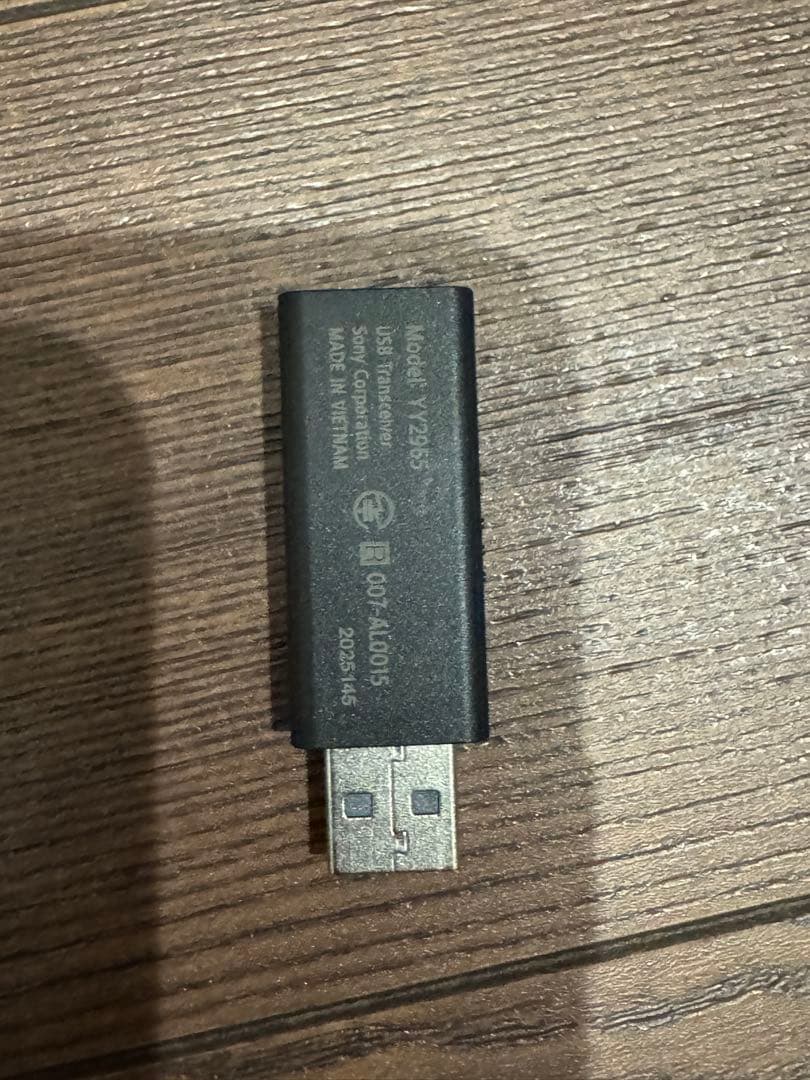 Model: YY2965
USB Transceiver
Sony Corporation
MADE IN VIETNAM
R 007-AL0015
2025145